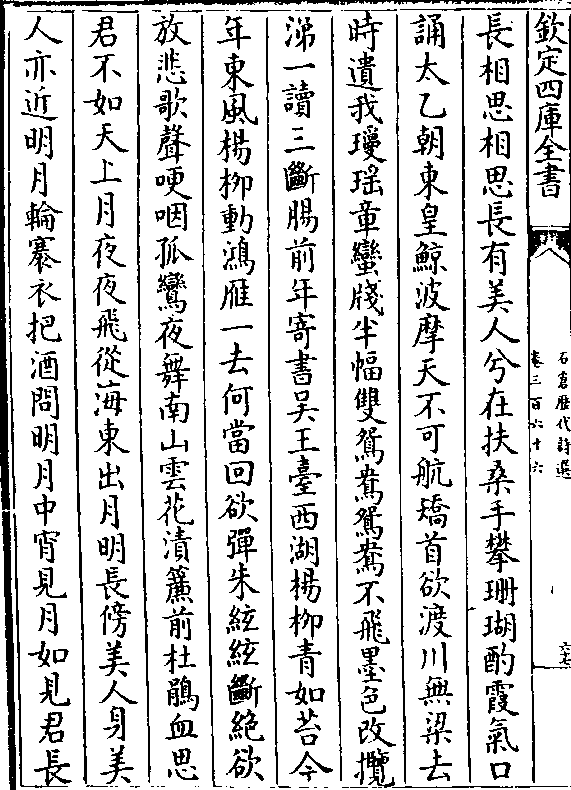 欽定四庫全書
石倉歷代詩選
卷三百六十六
六七
長相思相思長有美人兮在扶桑手攀珊瑚酌霞氣口
誦太乙朝東皇鯨波摩天不可航矯首欲渡川無梁去
時遺我瓊瑤章蠻牋半幅雙鴛鴦鴛鴦不飛墨色改攬
涕一讀三斷腸前年寄書吳王臺西湖楊柳青如苔今
年東風楊柳動鴻雁一去何當回欲彈朱絃絃斷絕欲
放悲歌聲哽咽孤鸞夜舞南山雲花漬簾前杜鵑血思
君不如天上月夜夜飛從海東出月明長傍美人身美
人亦近明月輪褰衣把酒問明月中宵見月如見君長